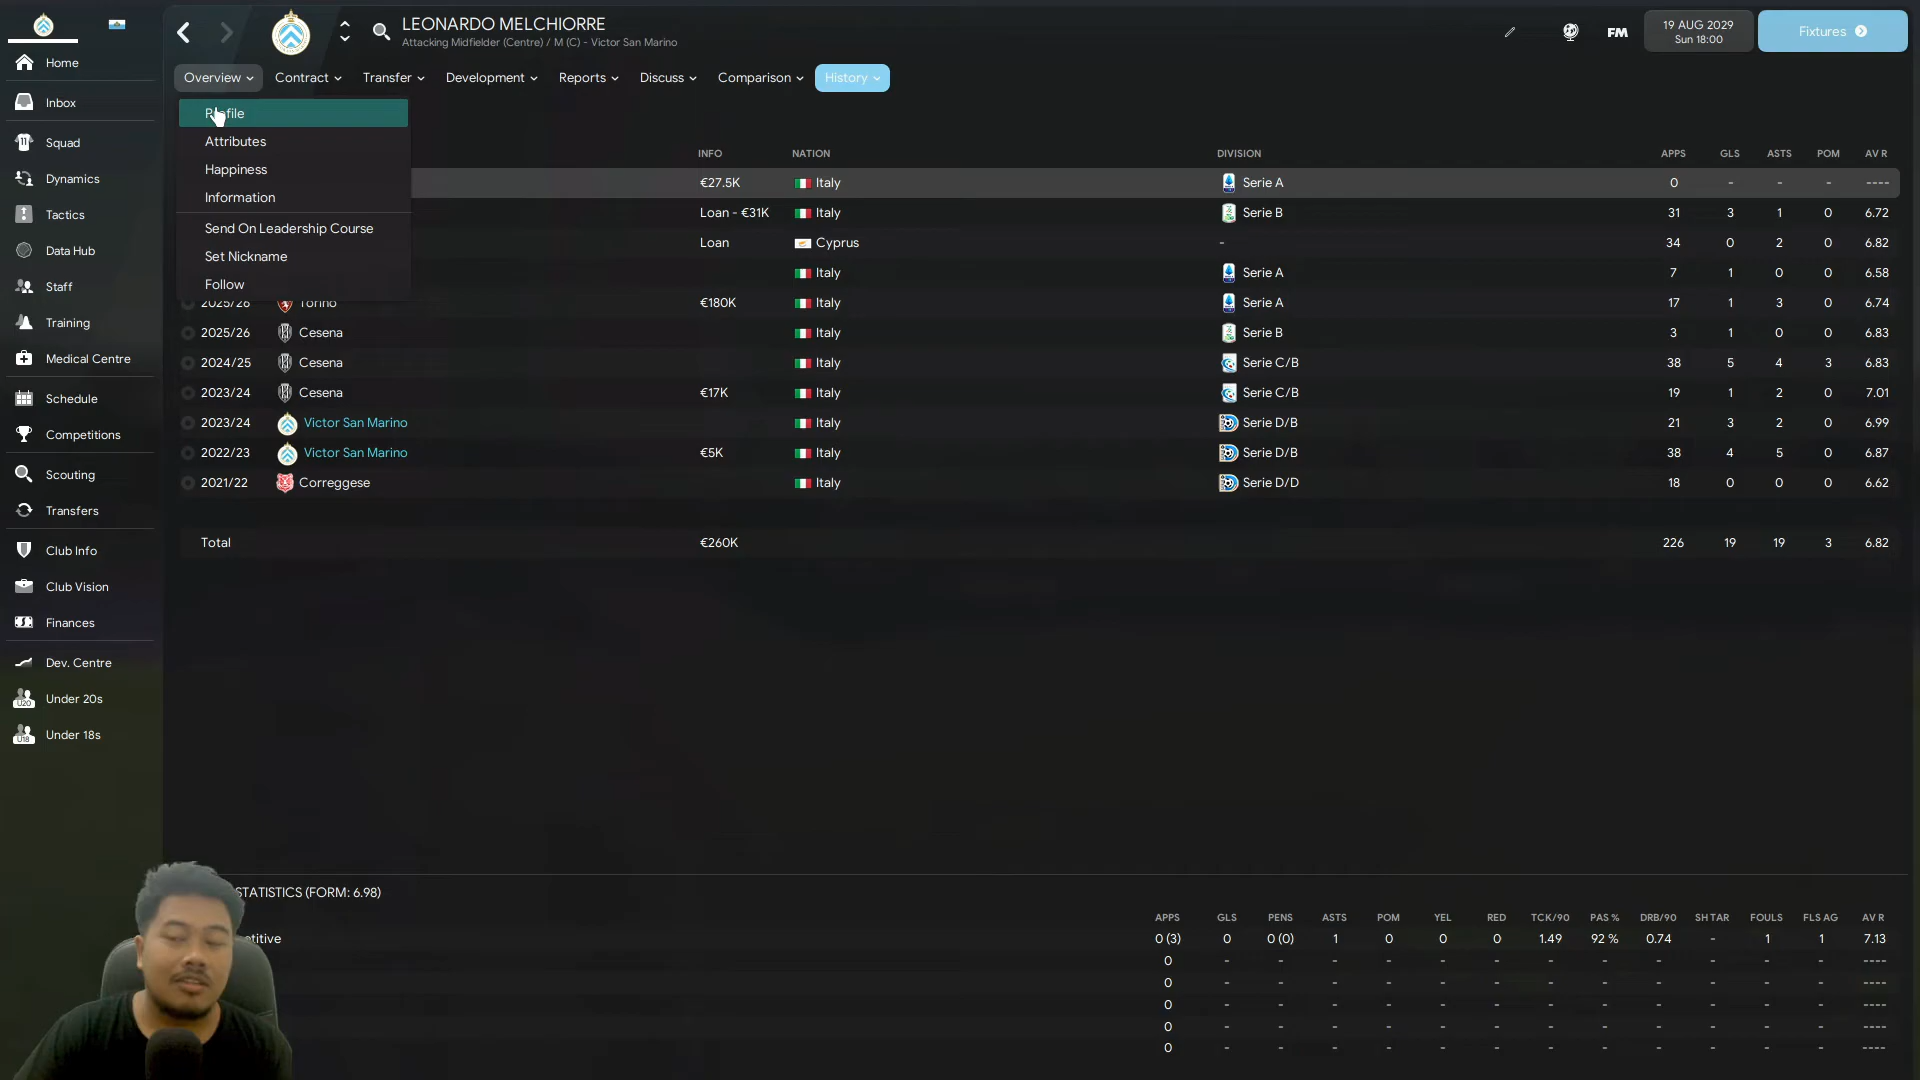 LEONARDO MELCHIORRE
Attacking Midfielder (Centre) / M (C) - Victor San Marino
FM
19 AUG 2029
Sun 18:00
Fixtures
Overview Contract Transfer Development Reports Discuss Comparison History
Home
Inbox
Squad
Dynamics
Tactics
Data Hub
Staff
Training
Medical Centre
Schedule
Competitions
Scouting
Transfers
Club Info
Club Vision
Finances
Dev. Centre
Under 20s
Under 18s
Profile
Attributes
Happiness
Information
Send On Leadership Course
Set Nickname
Follow
INFO NATION DIVISION APPS GLS ASTS POM AV R
€27.5K Italy Serie A 0 - - - ----
Loan - €31K Italy Serie B 31 3 1 0 6.72
Loan Cyprus - 34 0 2 0 6.82
Italy Serie A 7 1 0 0 6.58
2025/26 Torino €180K Italy Serie A 17 1 3 0 6.74
2025/26 Cesena Italy Serie B 3 1 0 0 6.83
2024/25 Cesena Italy Serie C/B 38 5 4 3 6.83
2023/24 Cesena €17K Italy Serie C/B 19 1 2 0 7.01
2023/24 Victor San Marino Italy Serie D/B 21 3 2 0 6.99
2022/23 Victor San Marino €5K Italy Serie D/B 38 4 5 0 6.87
2021/22 Correggese Italy Serie D/D 18 0 0 0 6.62
Total €260K 226 19 19 3 6.82
STATISTICS (FORM: 6.98)
APPS GLS PENS ASTS POM YEL RED TCK/90 PAS % DRB/90 SH TAR FOULS FLS AG AV R
etitive 0 (3) 0 0 (0) 1 0 0 0 1.49 92 % 0.74 - 1 1 7.13
0 - - - - - - - - - - - - ----
0 - - - - - - - - - - - - ----
0 - - - - - - - - - - - - ----
0 - - - - - - - - - - - - ----
0 - - - - - - - - - - - - ----